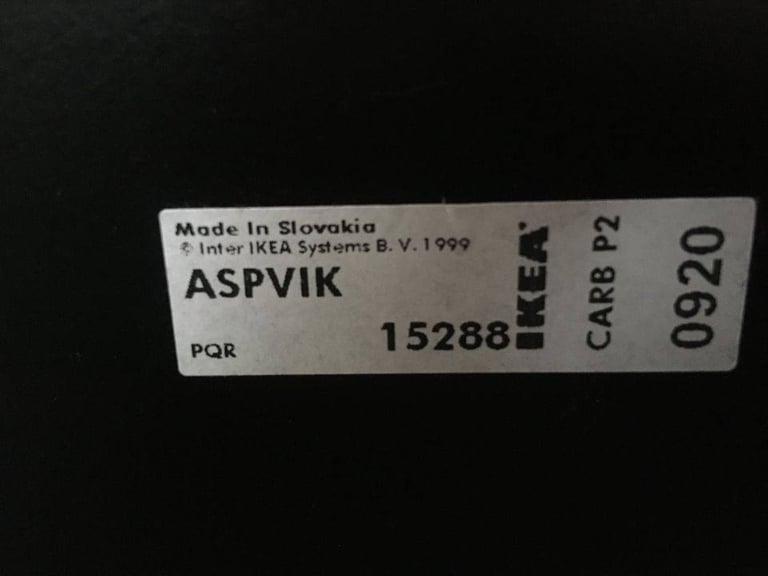 Made In Slovakia
© Inter IKEA Systems B. V. 1999
ASPVIK
PQR
15288
IKEA
CARB P2
0920